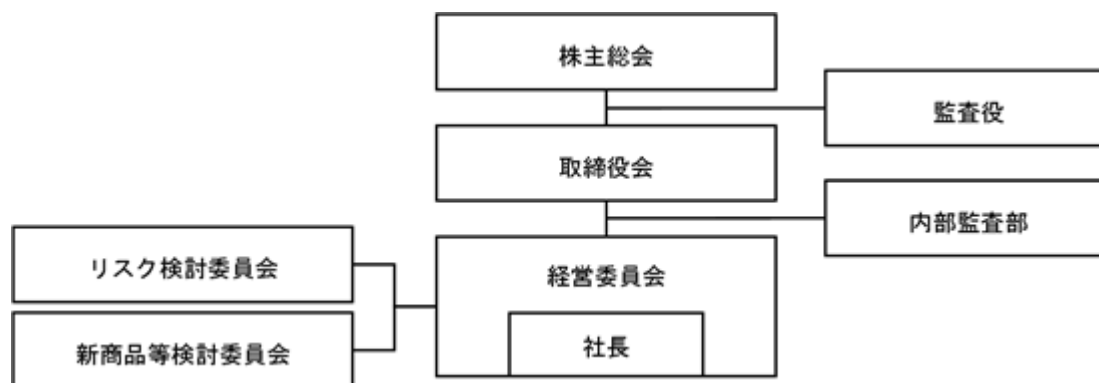 株主総会
監査役
取締役会
内部監査部
リスク検討委員会
経営委員会
新商品等検討委員会
社長